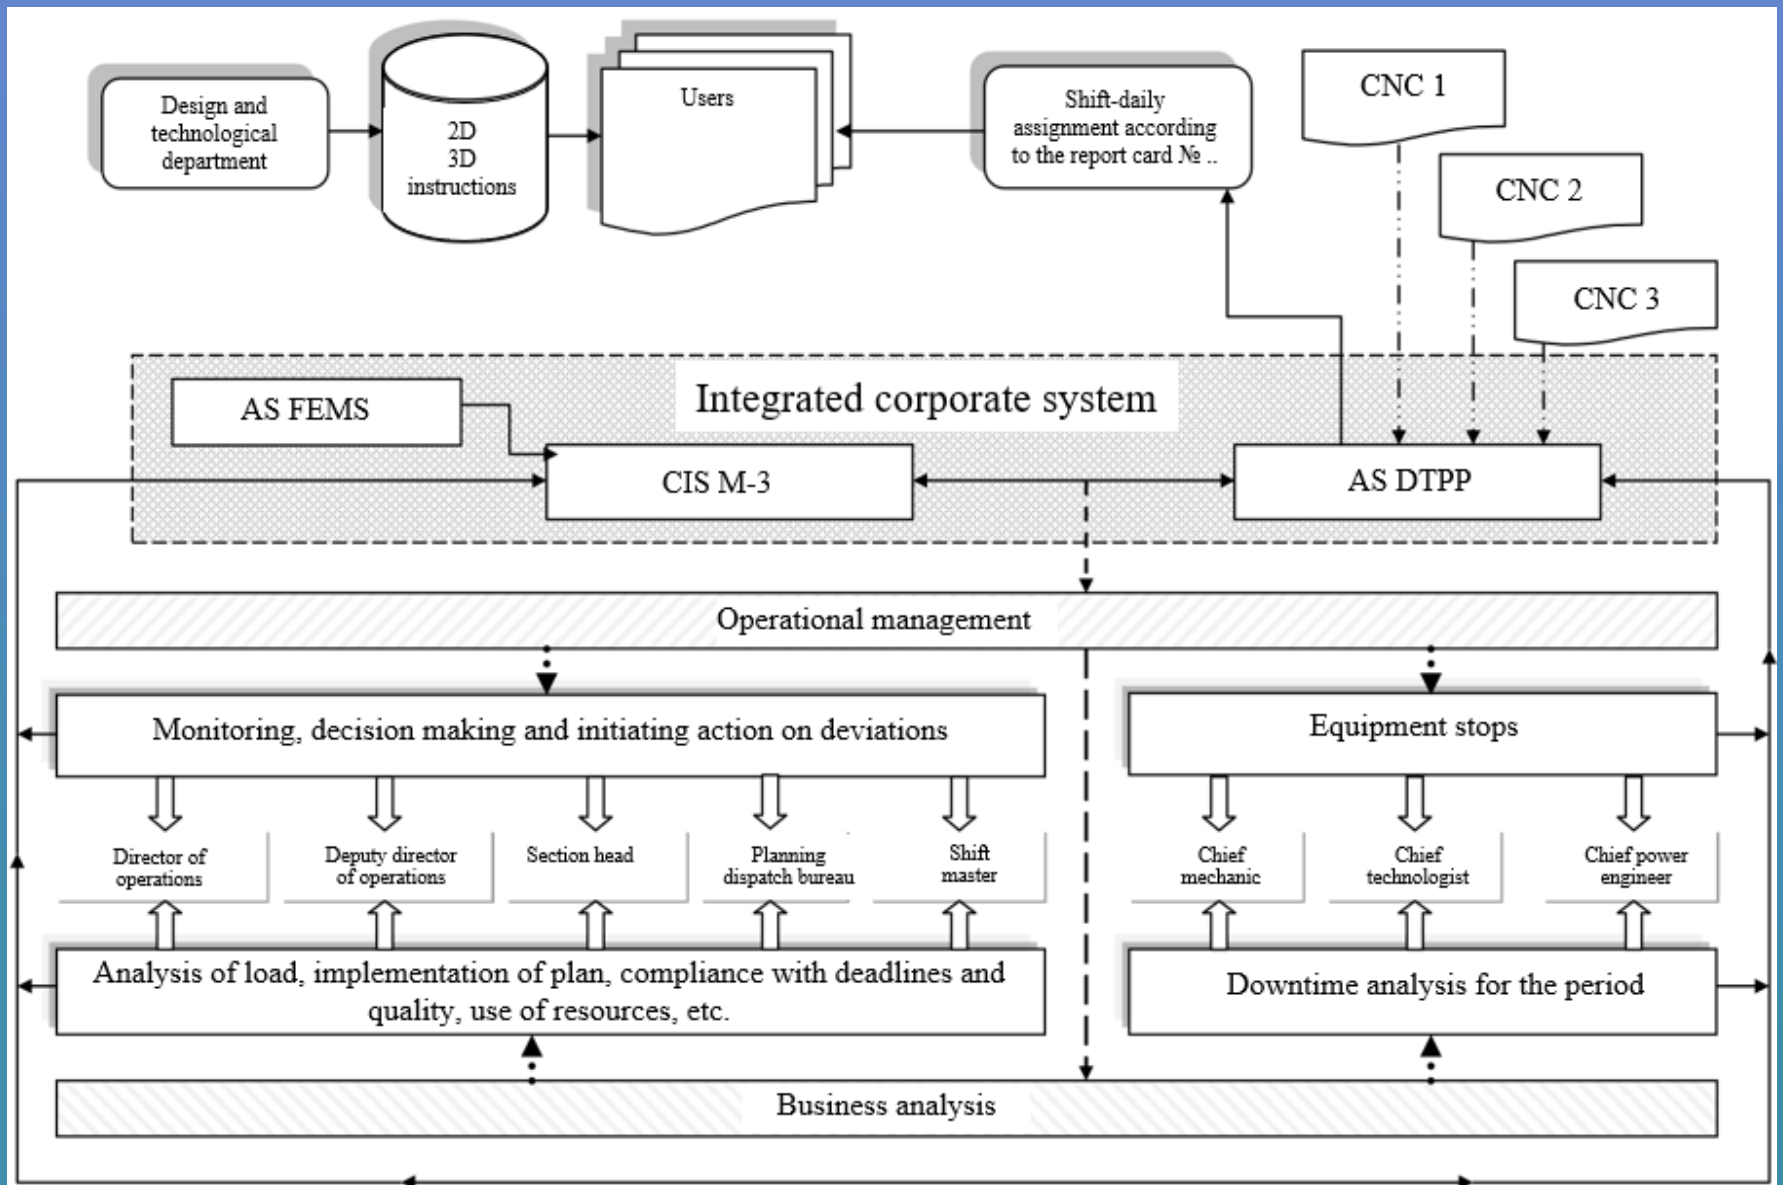 Design and
technological
department
2D
3D
instructions
Users
Shift-daily
assignment according
to the report card № ..
CNC 1
CNC 2
CNC 3
Integrated corporate system
AS FEMS
CIS M-3
AS DTPP
Operational management
Monitoring, decision making and initiating action on deviations
Equipment stops
Director of
operations
Deputy director
of operations
Section head
Planning
dispatch bureau
Shift
master
Chief
mechanic
Chief
technologist
Chief power
engineer
Analysis of load, implementation of plan, compliance with deadlines and
quality, use of resources, etc.
Downtime analysis for the period
Business analysis